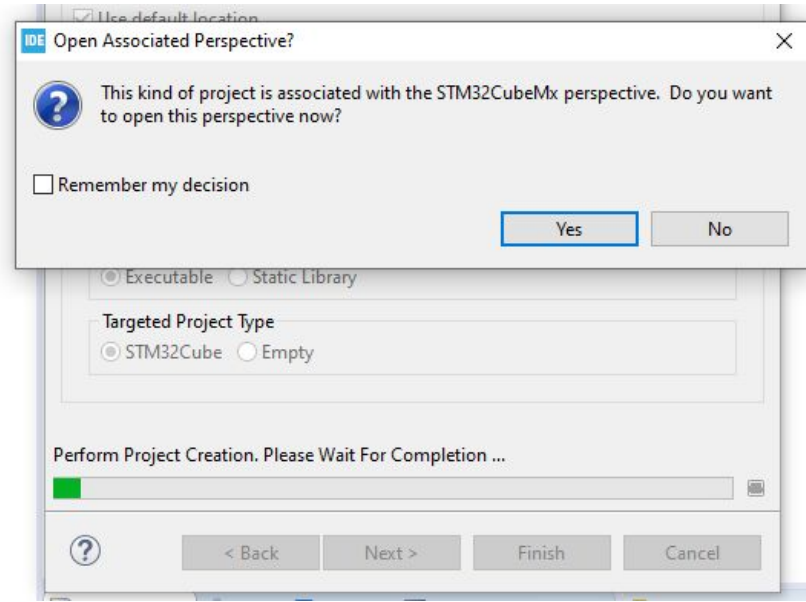 Use default location
IDE Open Associated Perspective?
This kind of project is associated with the STM32CubeMx perspective. Do you want
to open this perspective now?
Remember my decision
Yes No
Executable Static Library
Targeted Project Type
STM32Cube Empty
Perform Project Creation. Please Wait For Completion ...
? < Back Next > Finish Cancel